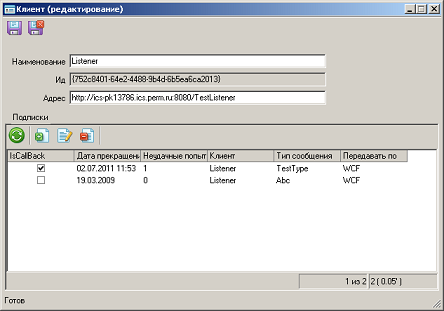 Клиент (редактирование)
Наименование Listener
Ид {752c8401-64e2-4488-9b4d-6b5ea6ca2013}
Адрес http://ics-pk13786.ics.perm.ru:8080/TestListener
Подписки
IsCallBack Дата прекращени Неудачные попыт Клиент Тип сообщения Передавать по
02.07.2011 11:53 1 Listener TestType WCF
19.03.2009 0 Listener Abc WCF
1 из 2 2 ( 0.05' )
Готов